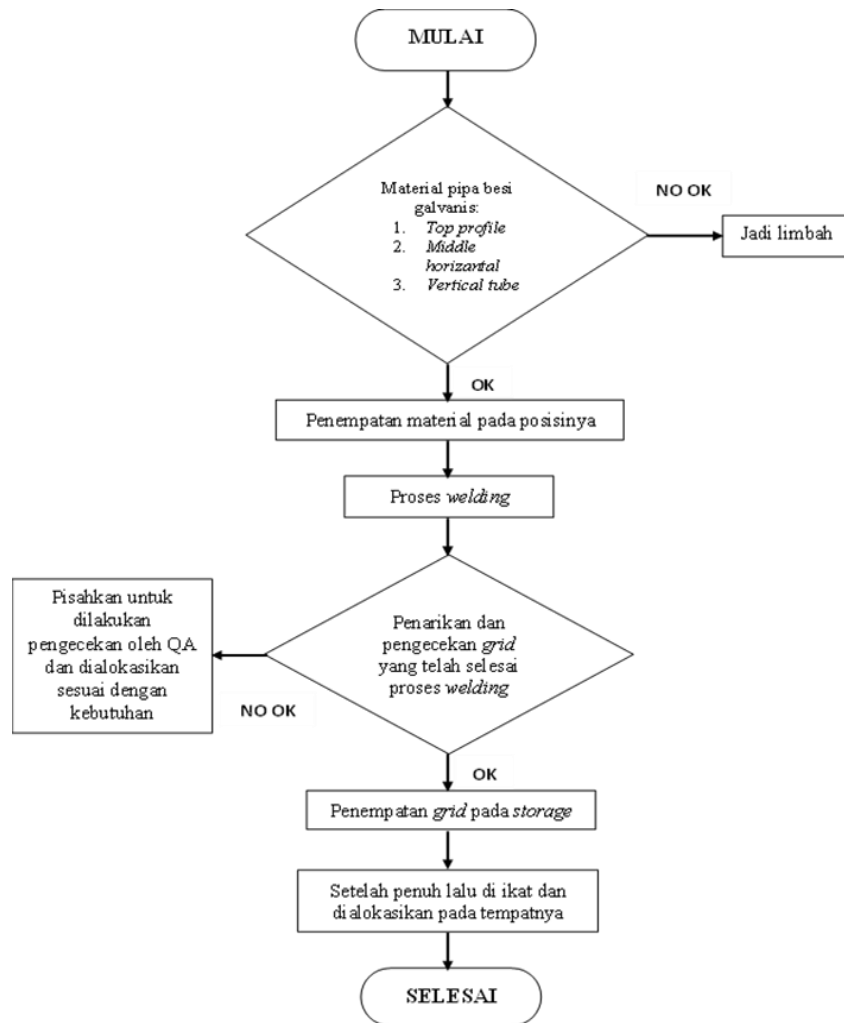 MULAI
Material pipa besi
galvanis:
1. Top profile
2. Middle
horizantal
3. Vertical tube
NO OK
Jadi limbah
OK
Penempatan material pada posisinya
Proses welding
Penarikan dan
pengecekan grid
yang telah selesai
proses welding
Pisahkan untuk
dilakukan
pengecekan oleh QA
dan dialokasikan
sesuai dengan
kebutuhan
NO OK
OK
Penempatan grid pada storage
Setelah penuh lalu di ikat dan
dialokasikan pada tempatnya
SELESAI